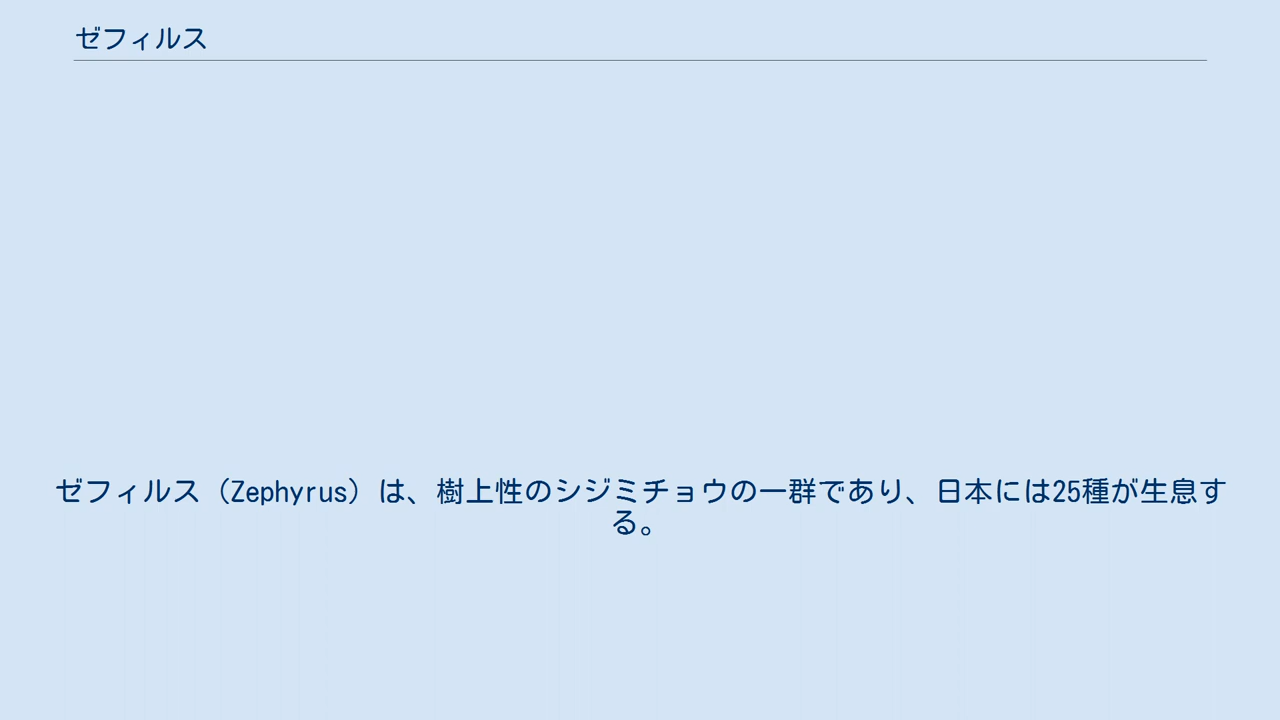 ゼフィルス
ゼフィルス（Zephyrus）は、樹上性のシジミチョウの一群であり、日本には25種が生息す
る。